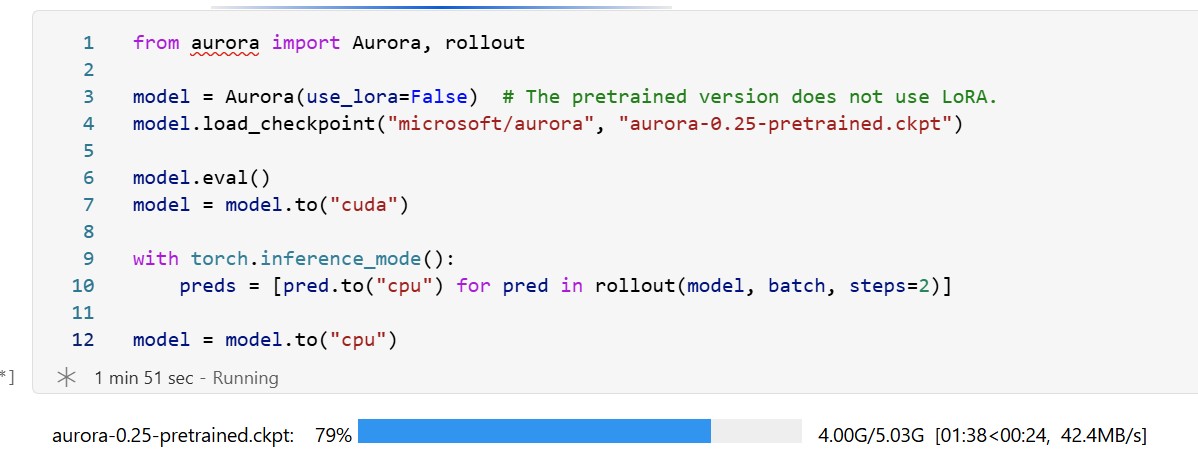 1 from aurora import Aurora, rollout
2
3 model = Aurora(use_lora=False)  # The pretrained version does not use LoRA.
4 model.load_checkpoint("microsoft/aurora", "aurora-0.25-pretrained.ckpt")
5
6 model.eval()
7 model = model.to("cuda")
8
9 with torch.inference_mode():
10     preds = [pred.to("cpu") for pred in rollout(model, batch, steps=2)]
11
12 model = model.to("cpu")
*] 1 min 51 sec - Running
aurora-0.25-pretrained.ckpt: 79% 4.00G/5.03G [01:38<00:24, 42.4MB/s]